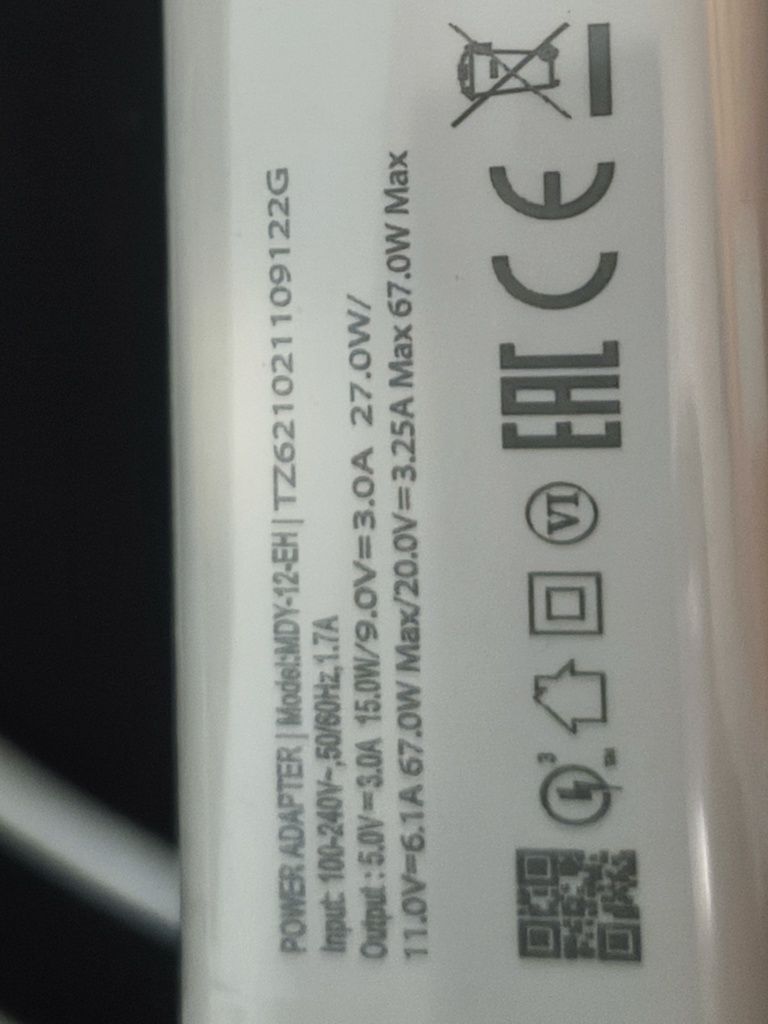 POWER ADAPTER | Model:MDY-12-EH | TZ621021109122G
Input: 100-240V~,50/60Hz,1.7A
Output : 5.0V=3.0A 15.0W/9.0V=3.0A 27.0W/
11.0V=6.1A 67.0W Max/20.0V=3.25A Max 67.0W Max
3 VI EAC CE